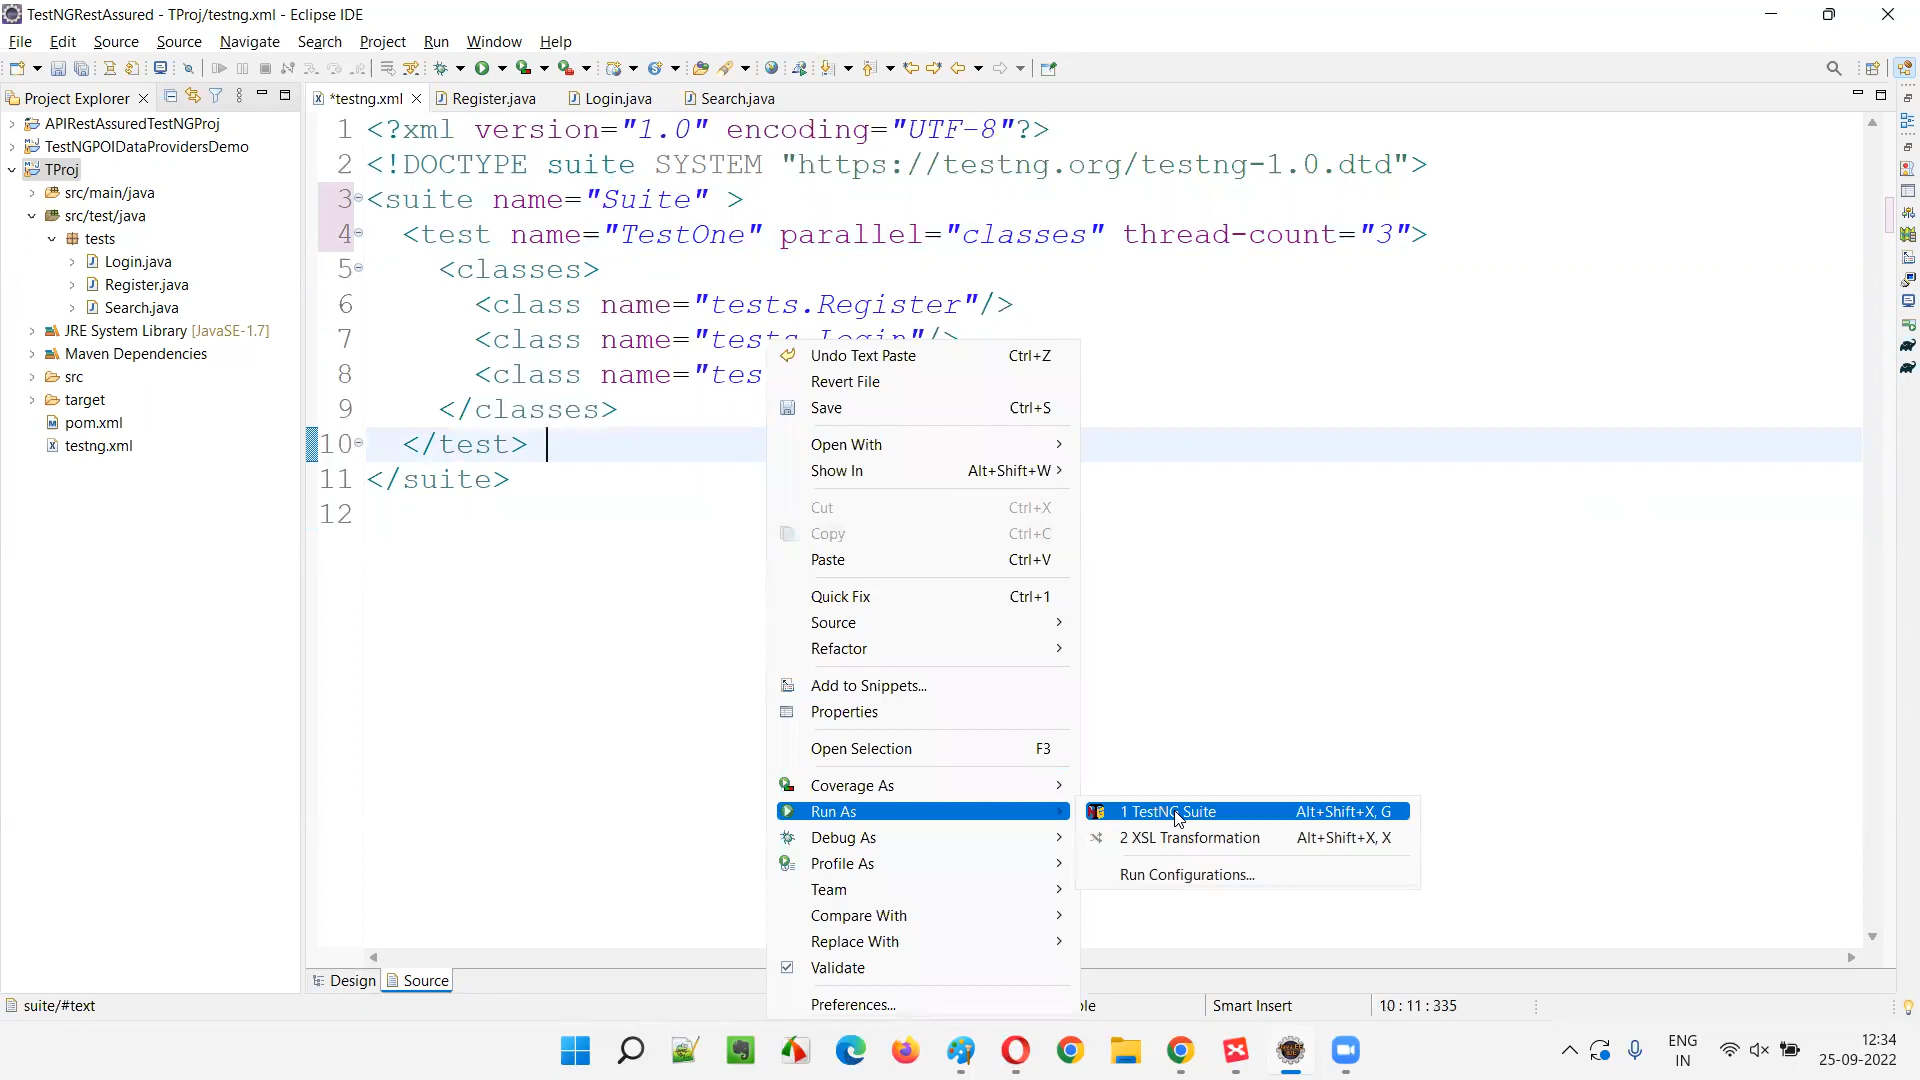 TestNGRestAssured - TProj/testng.xml - Eclipse IDE
File Edit Source Source Navigate Search Project Run Window Help
Project Explorer
*testng.xml Register.java Login.java Search.java
APIRestAssuredTestNGProj
TestNGPOIDataProvidersDemo
TProj
src/main/java
src/test/java
tests
Login.java
Register.java
Search.java
JRE System Library [JavaSE-1.7]
Maven Dependencies
src
target
pom.xml
testng.xml
1 <?xml version="1.0" encoding="UTF-8"?>
2 <!DOCTYPE suite SYSTEM "https://testng.org/testng-1.0.dtd">
3 <suite name="Suite" >
4 <test name="TestOne" parallel="classes" thread-count="3">
5 <classes>
6 <class name="tests.Register"/>
7 <class name="tests.Login"/>
8 <class name="tes
9 </classes>
10 </test>
11 </suite>
12
Undo Text Paste Ctrl+Z
Revert File
Save Ctrl+S
Open With
Show In Alt+Shift+W
Cut Ctrl+X
Copy Ctrl+C
Paste Ctrl+V
Quick Fix Ctrl+1
Source
Refactor
Add to Snippets...
Properties
Open Selection F3
Coverage As
Run As
Debug As
Profile As
Team
Compare With
Replace With
Validate
Preferences...
1 TestNG Suite Alt+Shift+X, G
2 XSL Transformation Alt+Shift+X, X
Run Configurations...
Design Source
suite/#text
ble
Smart Insert
10 : 11 : 335
ENG
IN
12:34
25-09-2022